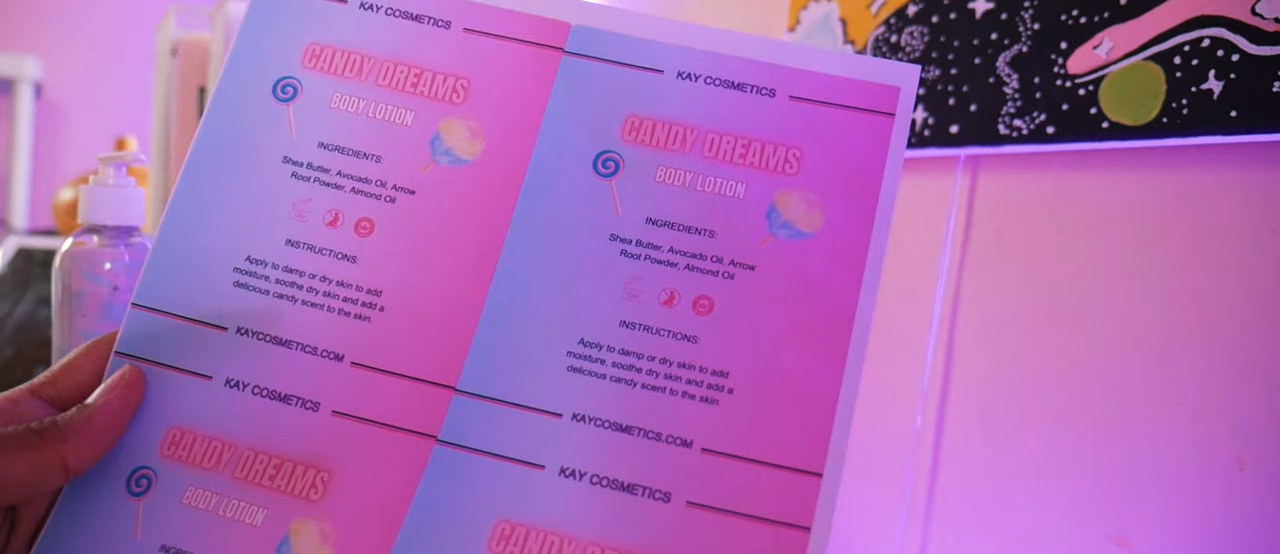 KAY COSMETICS
CANDY DREAMS
BODY LOTION
INGREDIENTS:
Shea Butter, Avocado Oil, Arrow
Root Powder, Almond Oil
INSTRUCTIONS:
Apply to damp or dry skin to add
moisture, soothe dry skin and add a
delicious candy scent to the skin.
KAYCOSMETICS.COM
KAY COSMETICS
CANDY DREAMS
BODY LOTION
INGREDIENTS:
Shea Butter, Avocado Oil, Arrow
Root Powder, Almond Oil
INSTRUCTIONS:
Apply to damp or dry skin to add
moisture, soothe dry skin and add a
delicious candy scent to the skin.
KAYCOSMETICS.COM
KAY COSMETICS
CANDY DREAMS
BODY LOTION
KAY COSMETICS
CANDY